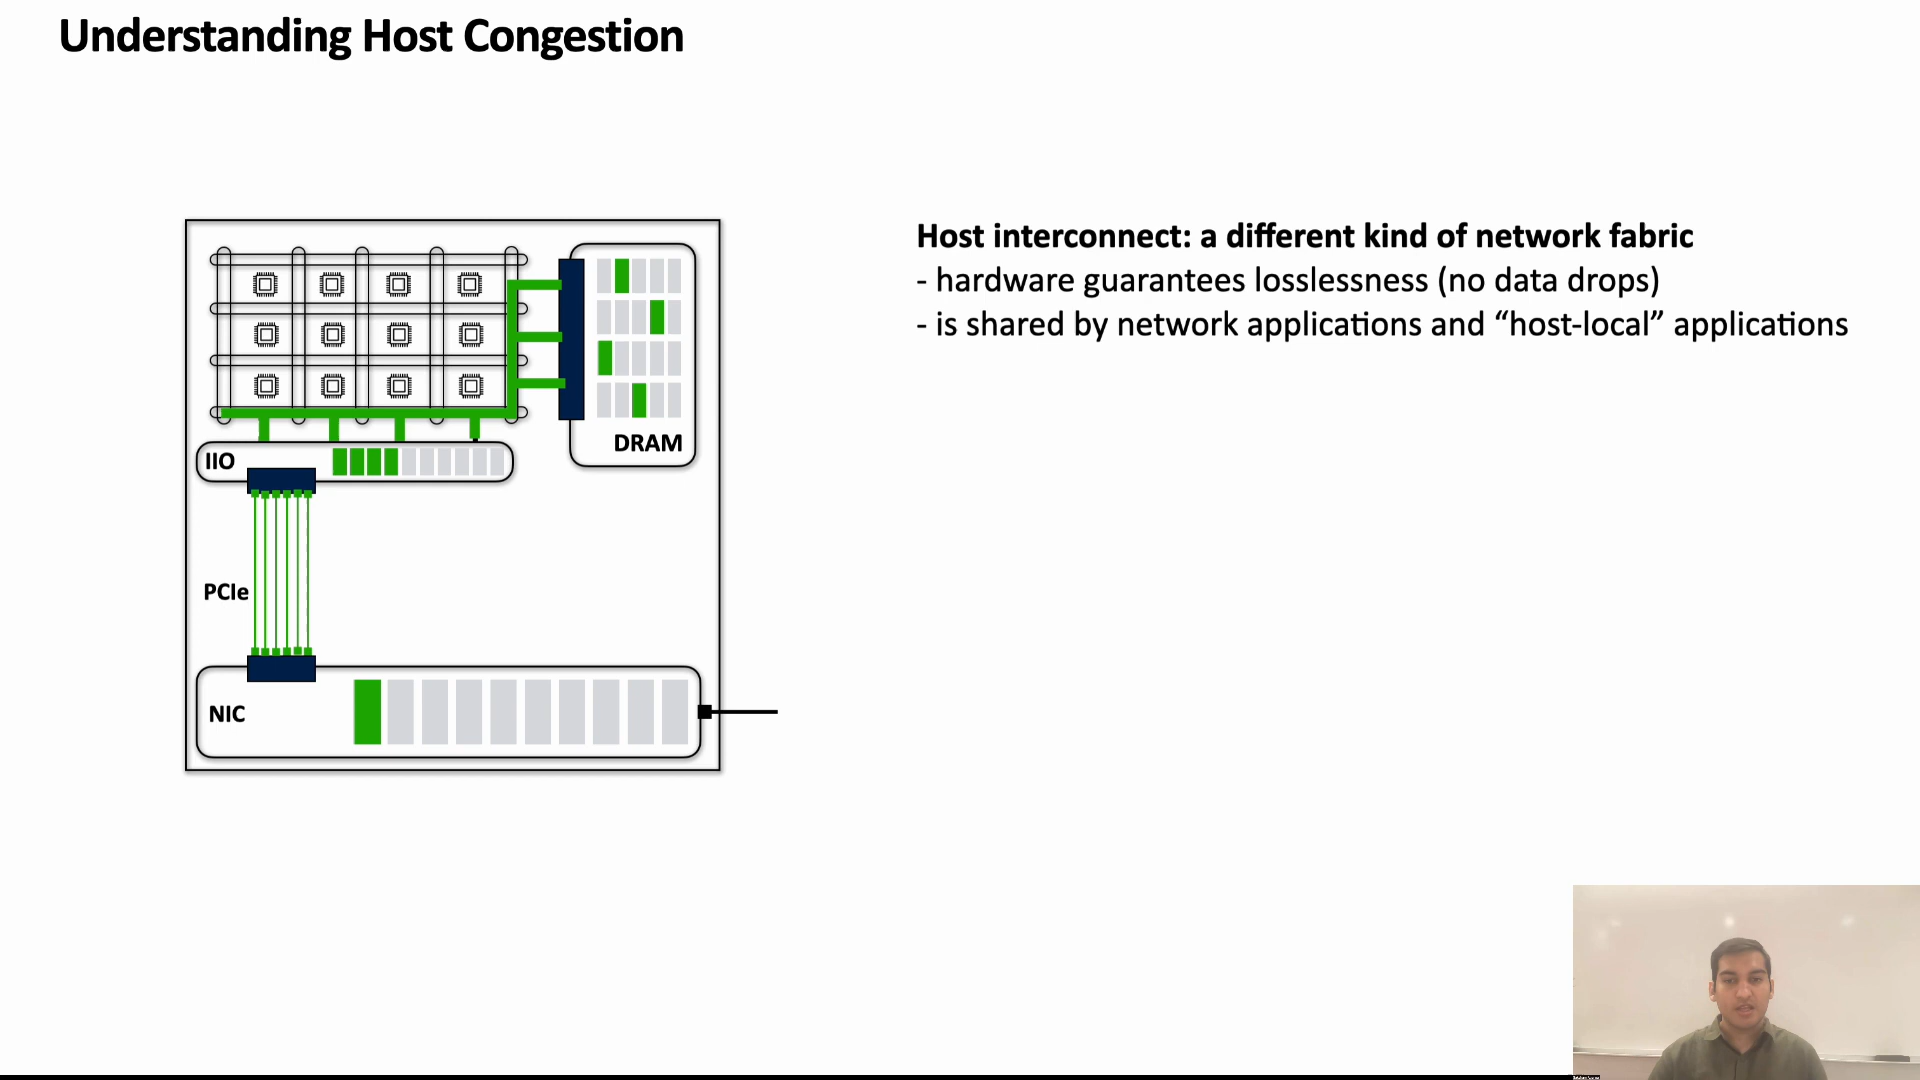 Understanding Host Congestion
Host interconnect: a different kind of network fabric
- hardware guarantees losslessness (no data drops)
- is shared by network applications and “host-local” applications
DRAM
IIO
PCIe
NIC